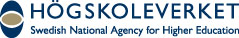 HÖGSKOLEVERKET
Swedish National Agency for Higher Education